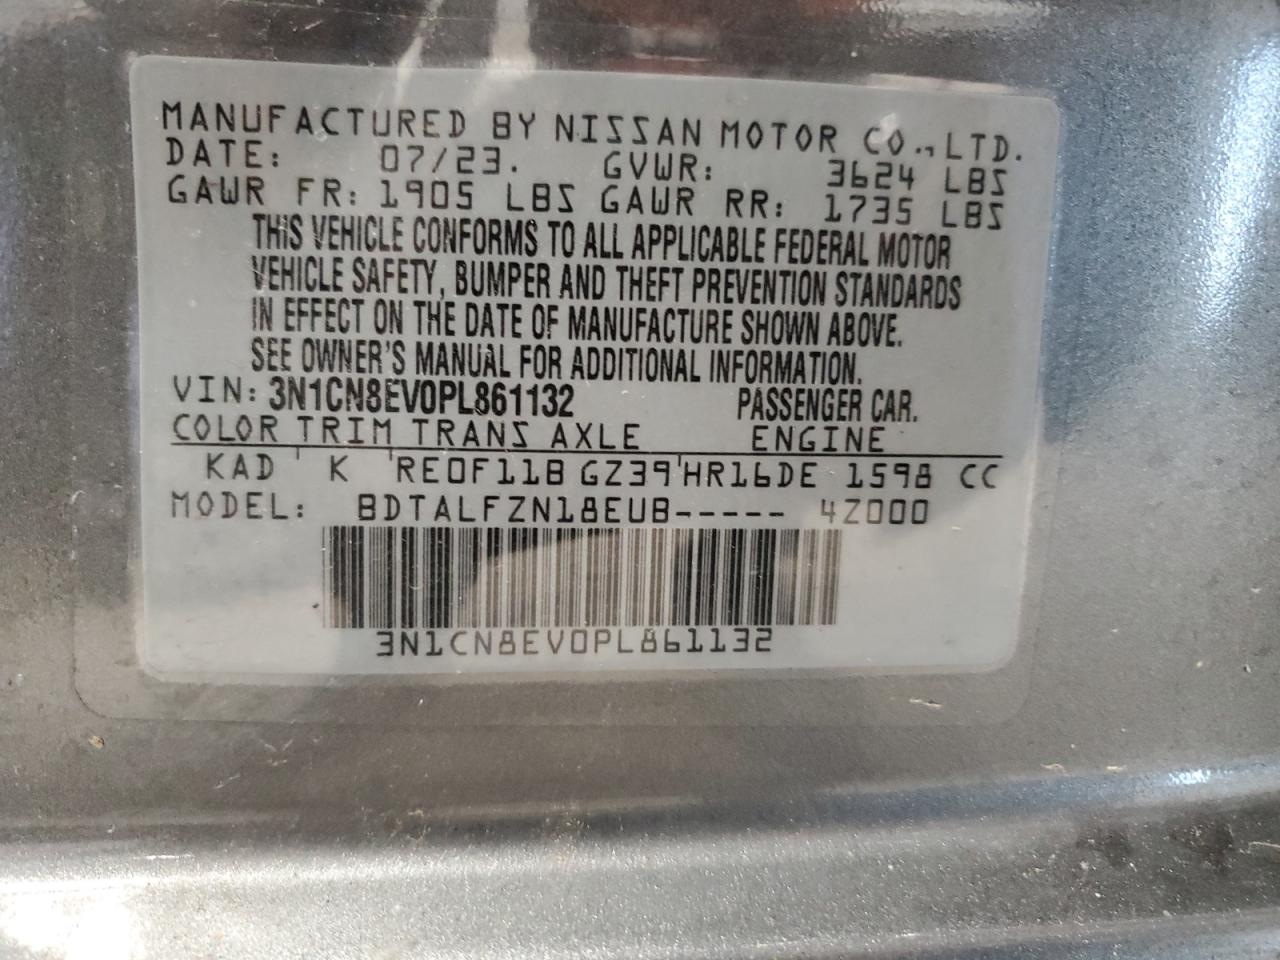 MANUFACTURED BY NISSAN MOTOR CO., LTD.
DATE: 07/23. GVWR: 3624 LBS
GAWR FR: 1905 LBS GAWR RR: 1735 LBS
THIS VEHICLE CONFORMS TO ALL APPLICABLE FEDERAL MOTOR
VEHICLE SAFETY, BUMPER AND THEFT PREVENTION STANDARDS
IN EFFECT ON THE DATE OF MANUFACTURE SHOWN ABOVE.
SEE OWNER'S MANUAL FOR ADDITIONAL INFORMATION.
VIN: 3N1CN8EV0PL861132 PASSENGER CAR.
COLOR TRIM TRANS AXLE ENGINE
KAD K RE0F11B GZ39 HR16DE 1598 CC
MODEL: BDTALFZN18EUB----- 4Z000
3N1CN8EV0PL861132